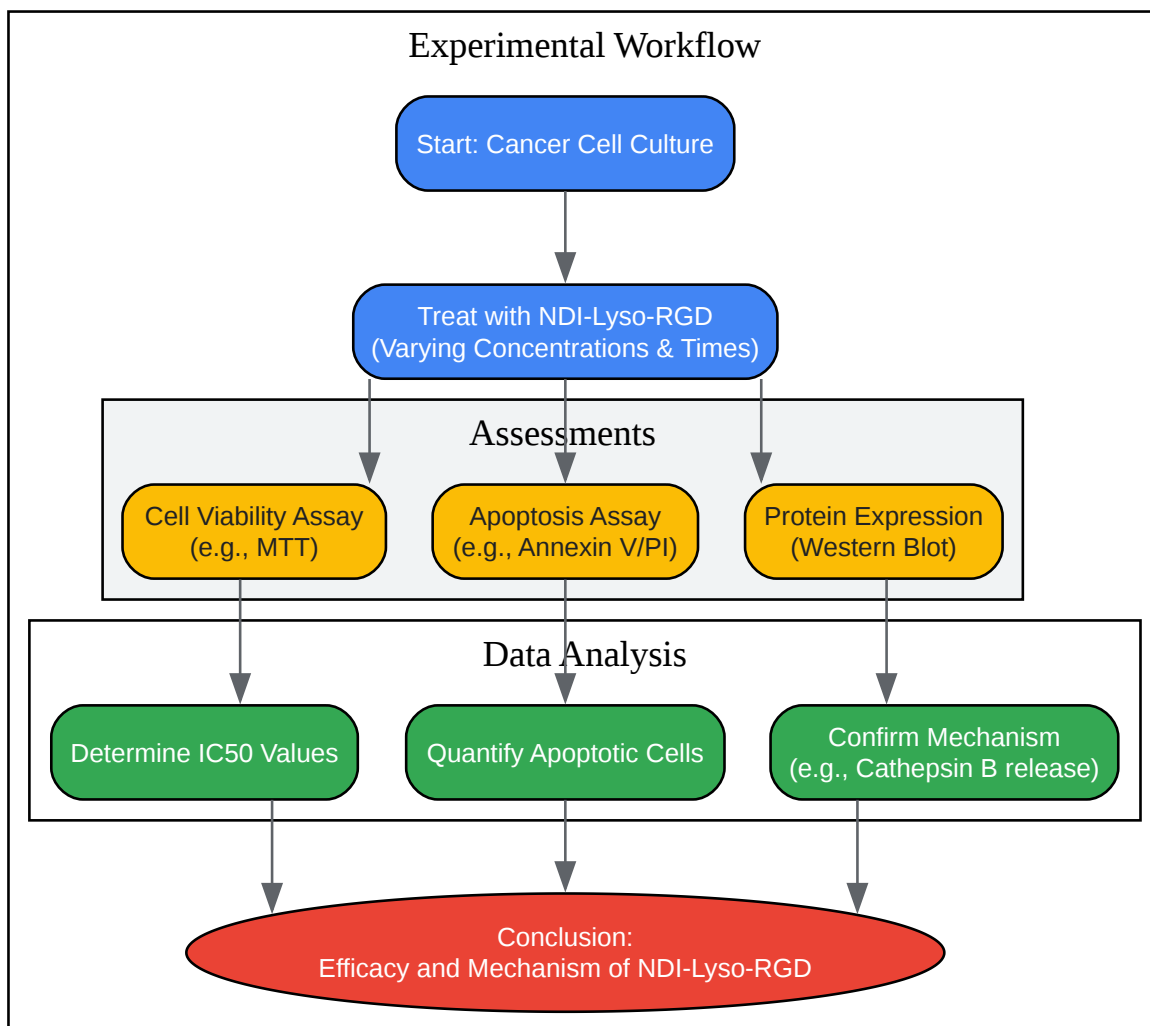 Experimental Workflow
Start: Cancer Cell Culture
Treat with NDI-Lyso-RGD
(Varying Concentrations & Times)
Assessments
Cell Viability Assay
(e.g., MTT)
Apoptosis Assay
(e.g., Annexin V/PI)
Protein Expression
(Western Blot)
Data Analysis
Determine IC50 Values
Quantify Apoptotic Cells
Confirm Mechanism
(e.g., Cathepsin B release)
Conclusion:
Efficacy and Mechanism of NDI-Lyso-RGD